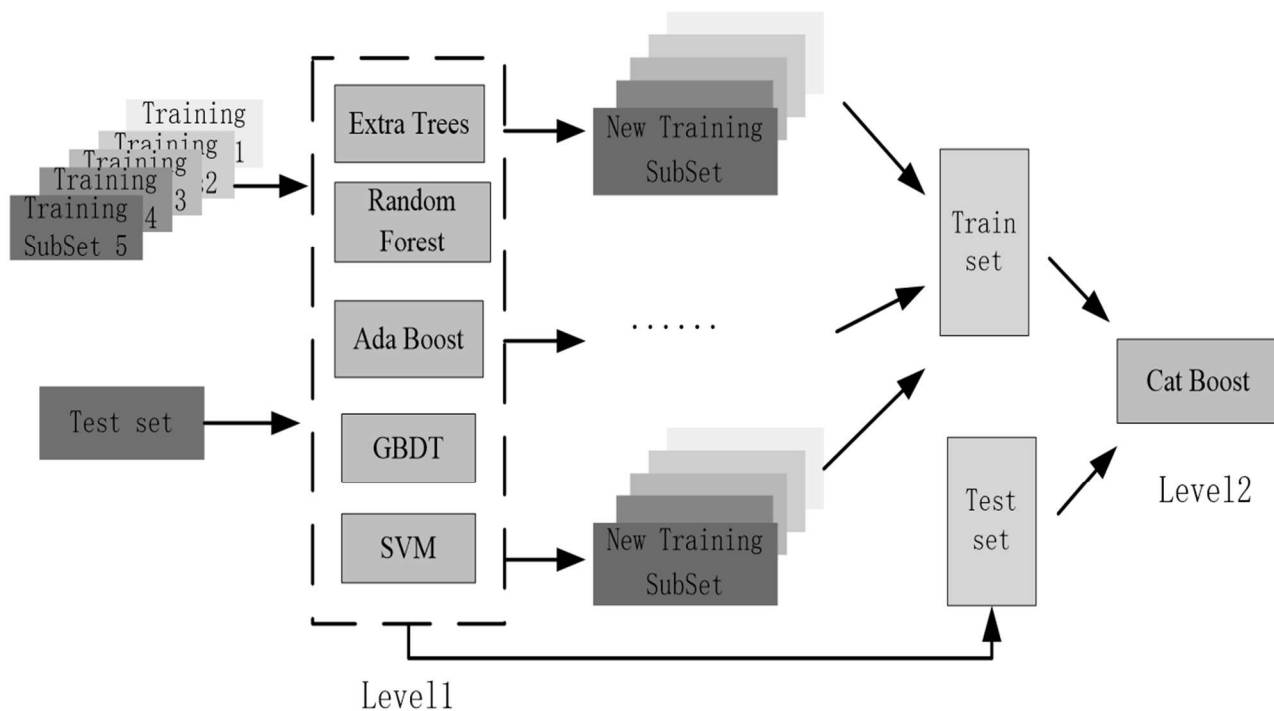 Training
1
Training
:2
Training
3
Training
4
Training
SubSet 5
Test set
Extra Trees
Random
Forest
Ada Boost
GBDT
SVM
Level1
New Training
SubSet
......
New Training
SubSet
Train
set
Test
set
Cat Boost
Level2